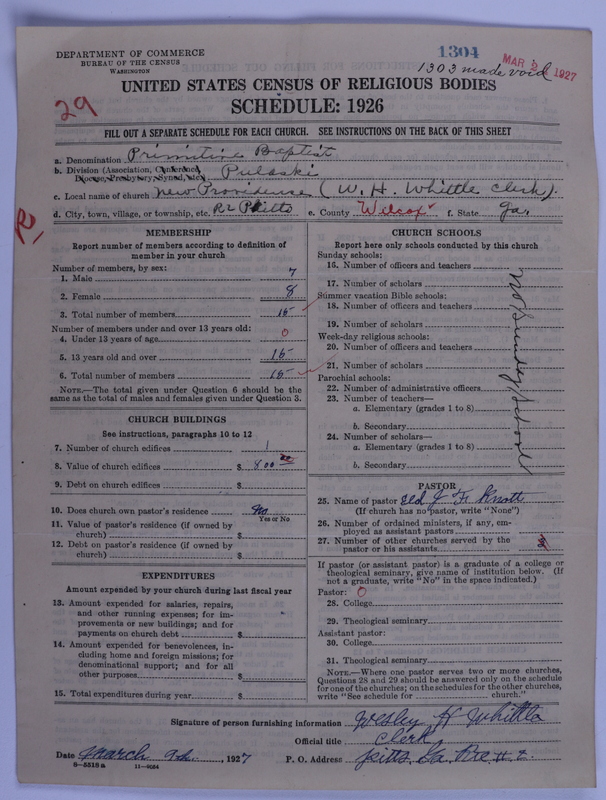 DEPARTMENT OF COMMERCE
BUREAU OF THE CENSUS
WASHINGTON
1304
MAR 2 1927
1303 made void
UNITED STATES CENSUS OF RELIGIOUS BODIES
SCHEDULE: 1926
29
FILL OUT A SEPARATE SCHEDULE FOR EACH CHURCH. SEE INSTRUCTIONS ON THE BACK OF THIS SHEET
a. Denomination Primitive Baptist
b. Division (Association, Conference, Diocese, Presbytery, Synod, etc.) Pulaski
c. Local name of church New Providence (W. H. Whittle Clerk)
d. City, town, village, or township, etc. R2 Pitts e. County Wilcox f. State Ga.
MEMBERSHIP
Report number of members according to definition of
member in your church
Number of members, by sex:
1. Male 7
2. Female 8
3. Total number of members 15
Number of members under and over 13 years old:
4. Under 13 years of age 0
5. 13 years old and over 15
6. Total number of members 15
NOTE.—The total given under Question 6 should be
same as the total of males and females given under Question 3.
CHURCH BUILDINGS
See instructions, paragraphs 10 to 12
7. Number of church edifices 1
8. Value of church edifices $ 800 00
9. Debt on church edifices $
10. Does church own pastor's residence No
Yes or No
11. Value of pastor's residence (if owned by
church) $
12. Debt on pastor's residence (if owned by
church) $
EXPENDITURES
Amount expended by your church during last fiscal year
13. Amount expended for salaries, repairs,
and other running expenses; for im-
provements or new buildings; and for
payments on church debt $
14. Amount expended for benevolences, in-
cluding home and foreign missions; for
denominational support; and for all
other purposes $
15. Total expenditures during year $
CHURCH SCHOOLS
Report here only schools conducted by this church
Sunday schools:
16. Number of officers and teachers
17. Number of scholars
Summer vacation Bible schools:
18. Number of officers and teachers
19. Number of scholars
Week-day religious schools:
20. Number of officers and teachers
21. Number of scholars
Parochial schools:
22. Number of administrative officers
23. Number of teachers—
a. Elementary (grades 1 to 8)
b. Secondary
24. Number of scholars—
a. Elementary (grades 1 to 8)
b. Secondary
No Sunday School
PASTOR
25. Name of pastor Eld J. F. Knott
(If church has no pastor, write "None")
26. Number of ordained ministers, if any, em-
ployed as assistant pastors
27. Number of other churches served by the
pastor or his assistants
If pastor (or assistant pastor) is a graduate of a college or
theological seminary, give name of institution below. (If
not a graduate, write "No" in the space indicated.)
Pastor: 0
28. College
29. Theological seminary
Assistant pastor:
30. College
31. Theological seminary
NOTE.—Where one pastor serves two or more churches,
Questions 28 and 29 should be answered only on the schedule
for one of the churches; on the schedules for the other churches,
write "See schedule for church."
Signature of person furnishing information Wesley H Whittle
Official title Clerk
Date March 9th, 1927 P. O. Address Pitts Ga Rte # 2
8-5518 a 11-9034